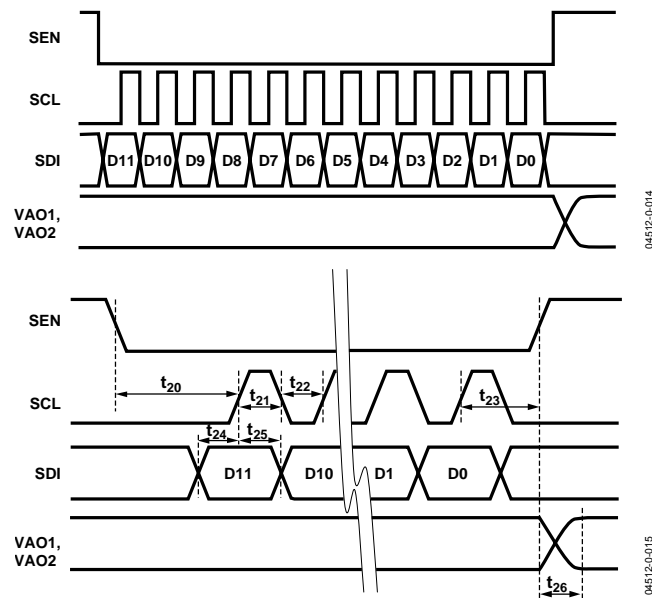 SEN
SCL
SDI D11 D10 D9 D8 D7 D6 D5 D4 D3 D2 D1 D0
VAO1,
VAO2
04512-0-014
SEN
t20
t21
t22
t23
SCL
t24
t25
SDI D11 D10 D1 D0
VAO1,
VAO2
t26
04512-0-015